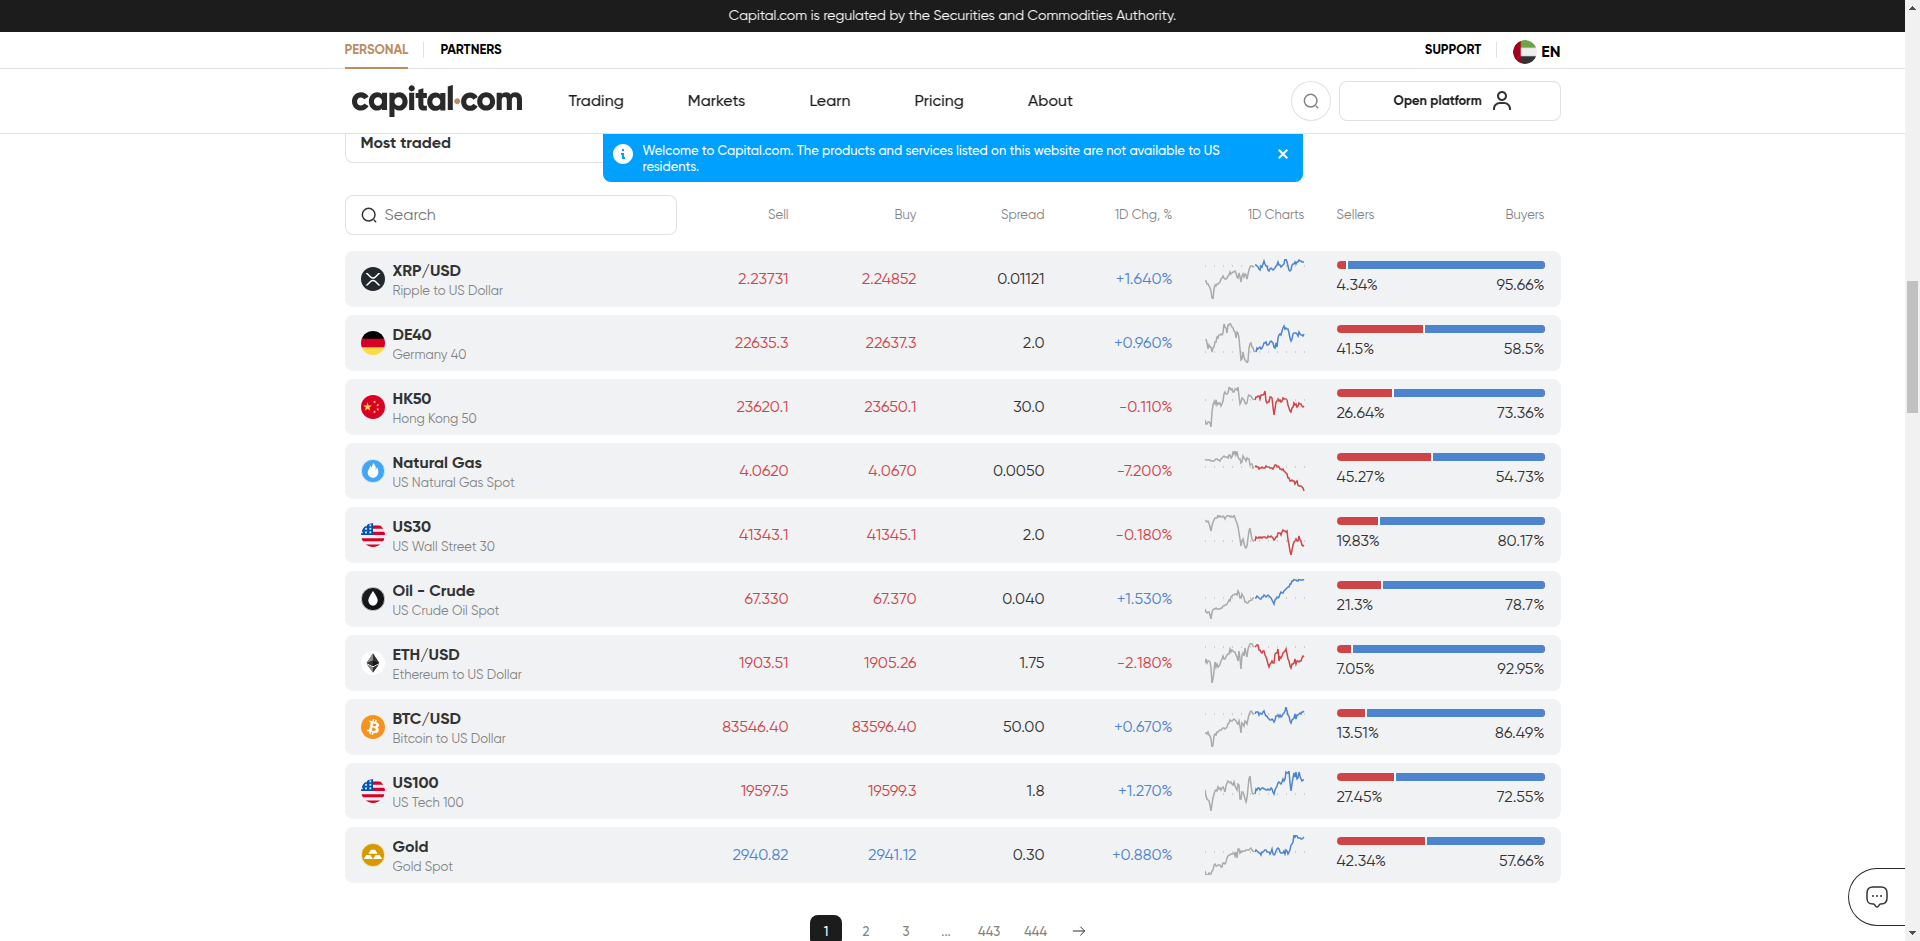 Capital.com is regulated by the Securities and Commodities Authority.
PERSONAL PARTNERS SUPPORT EN
capital.com Trading Markets Learn Pricing About Open platform
Most traded
Welcome to Capital.com. The products and services listed on this website are not available to US
residents.
Search Sell Buy Spread 1D Chg, % 1D Charts Sellers Buyers
XRP/USD
Ripple to US Dollar
2.23731 2.24852 0.01121 +1.640% 4.34% 95.66%
DE40
Germany 40
22635.3 22637.3 2.0 +0.960% 41.5% 58.5%
HK50
Hong Kong 50
23620.1 23650.1 30.0 -0.110% 26.64% 73.36%
Natural Gas
US Natural Gas Spot
4.0620 4.0670 0.0050 -7.200% 45.27% 54.73%
US30
US Wall Street 30
41343.1 41345.1 2.0 -0.180% 19.83% 80.17%
Oil - Crude
US Crude Oil Spot
67.330 67.370 0.040 +1.530% 21.3% 78.7%
ETH/USD
Ethereum to US Dollar
1903.51 1905.26 1.75 -2.180% 7.05% 92.95%
BTC/USD
Bitcoin to US Dollar
83546.40 83596.40 50.00 +0.670% 13.51% 86.49%
US100
US Tech 100
19597.5 19599.3 1.8 +1.270% 27.45% 72.55%
Gold
Gold Spot
2940.82 2941.12 0.30 +0.880% 42.34% 57.66%
1 2 3 ... 443 444